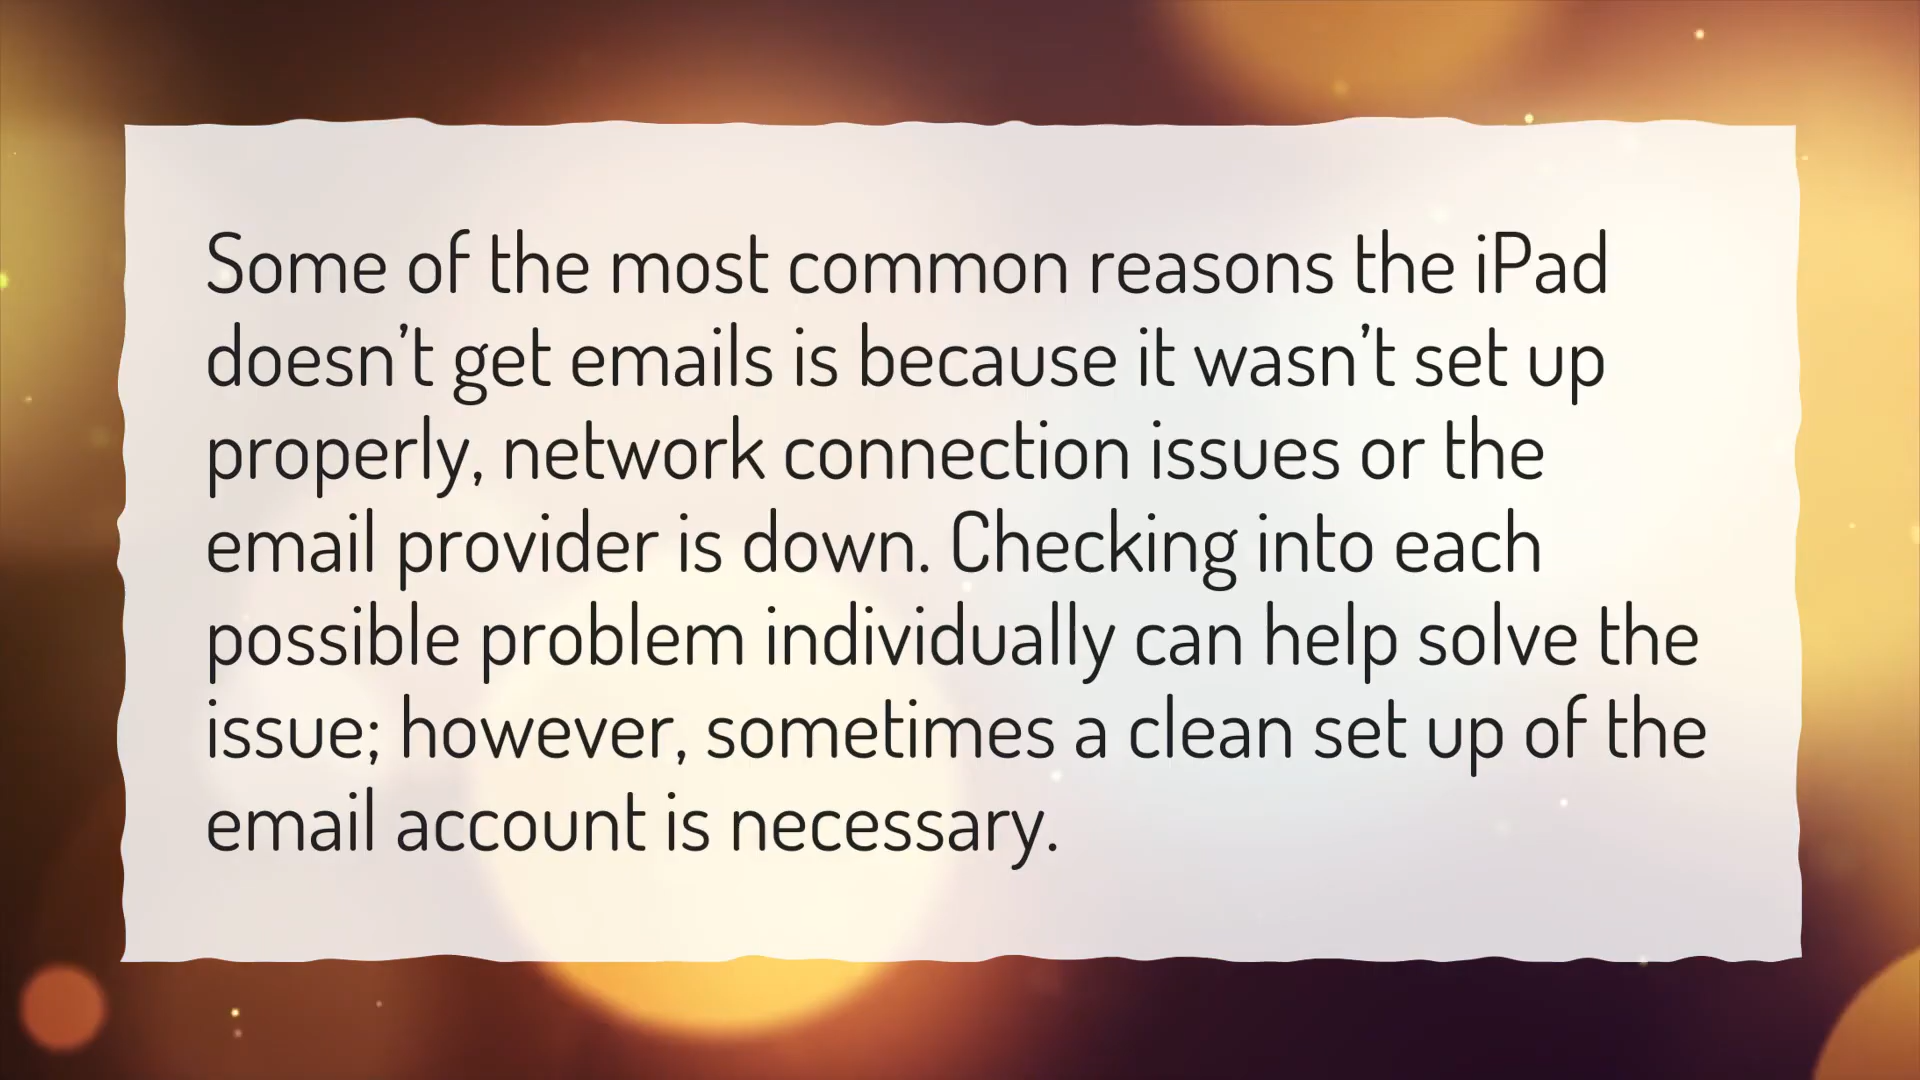 Some of the most common reasons the iPad
doesn’t get emails is because it wasn’t set up
properly, network connection issues or the
email provider is down. Checking into each
possible problem individually can help solve the
issue; however, sometimes a clean set up of the
email account is necessary.